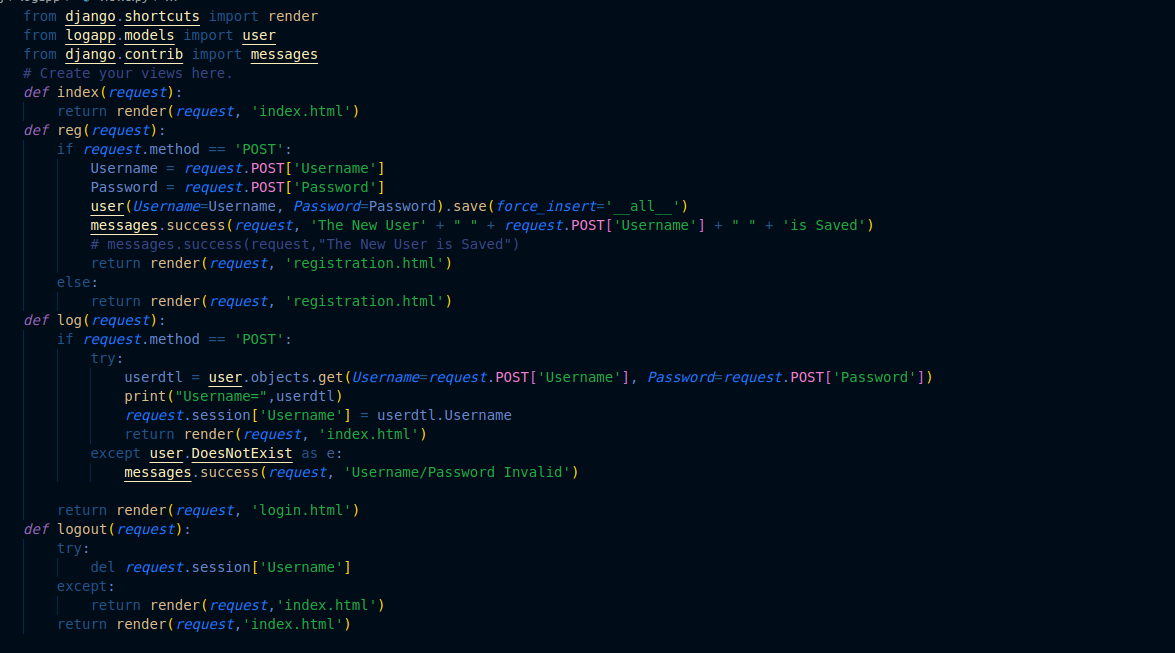 from django.shortcuts import render
from logapp.models import user
from django.contrib import messages
# Create your views here.
def index(request):
    return render(request, 'index.html')
def reg(request):
    if request.method == 'POST':
        Username = request.POST['Username']
        Password = request.POST['Password']
        user(Username=Username, Password=Password).save(force_insert='__all__')
        messages.success(request, 'The New User' + " " + request.POST['Username'] + " " + 'is Saved')
        # messages.success(request,"The New User is Saved")
        return render(request, 'registration.html')
    else:
        return render(request, 'registration.html')
def log(request):
    if request.method == 'POST':
        try:
            userdtl = user.objects.get(Username=request.POST['Username'], Password=request.POST['Password'])
            print("Username=",userdtl)
            request.session['Username'] = userdtl.Username
            return render(request, 'index.html')
        except user.DoesNotExist as e:
            messages.success(request, 'Username/Password Invalid')

    return render(request, 'login.html')
def logout(request):
    try:
        del request.session['Username']
    except:
        return render(request,'index.html')
    return render(request,'index.html')